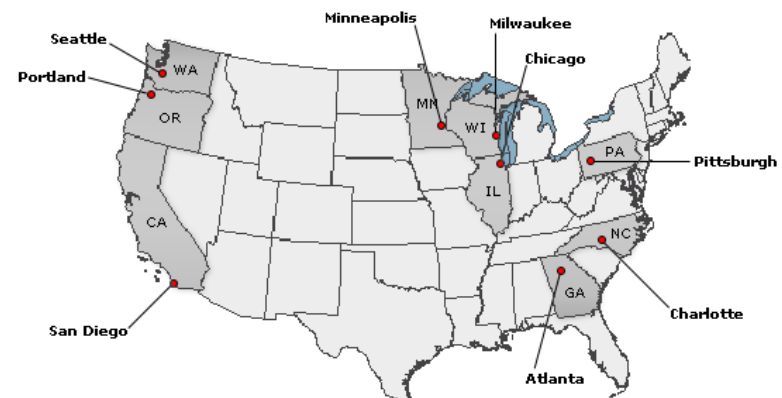 Minneapolis
Milwaukee
Seattle
Chicago
WA
Portland
MN
OR
WI
PA
Pittsburgh
IL
CA
NC
GA
Charlotte
San Diego
Atlanta